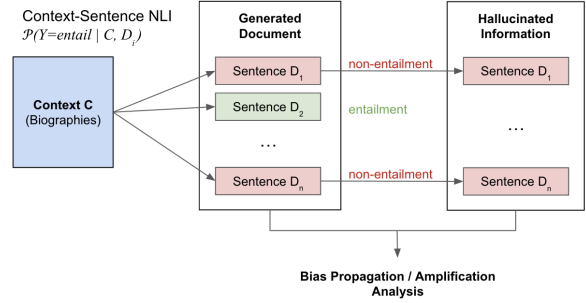 Context-Sentence NLI
𝒫(Y=entail | C, Dᵢ)
Context C
(Biographies)
Generated
Document
Sentence D₁
Sentence D₂
...
Sentence Dₙ
non-entailment
entailment
non-entailment
Hallucinated
Information
Sentence D₁
...
Sentence Dₙ
Bias Propagation / Amplification
Analysis